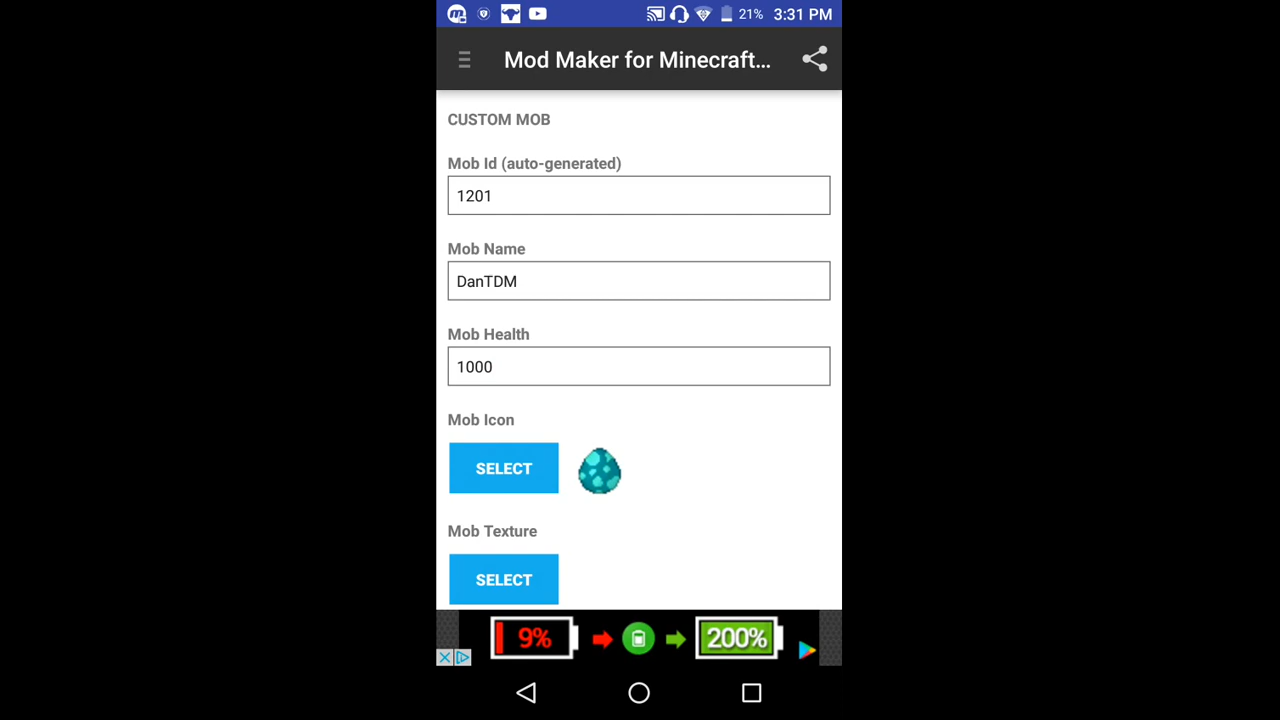 21% 3:31 PM
Mod Maker for Minecraft...
CUSTOM MOB
Mob Id (auto-generated)
1201
Mob Name
DanTDM
Mob Health
1000
Mob Icon
SELECT
Mob Texture
SELECT
9% 200%